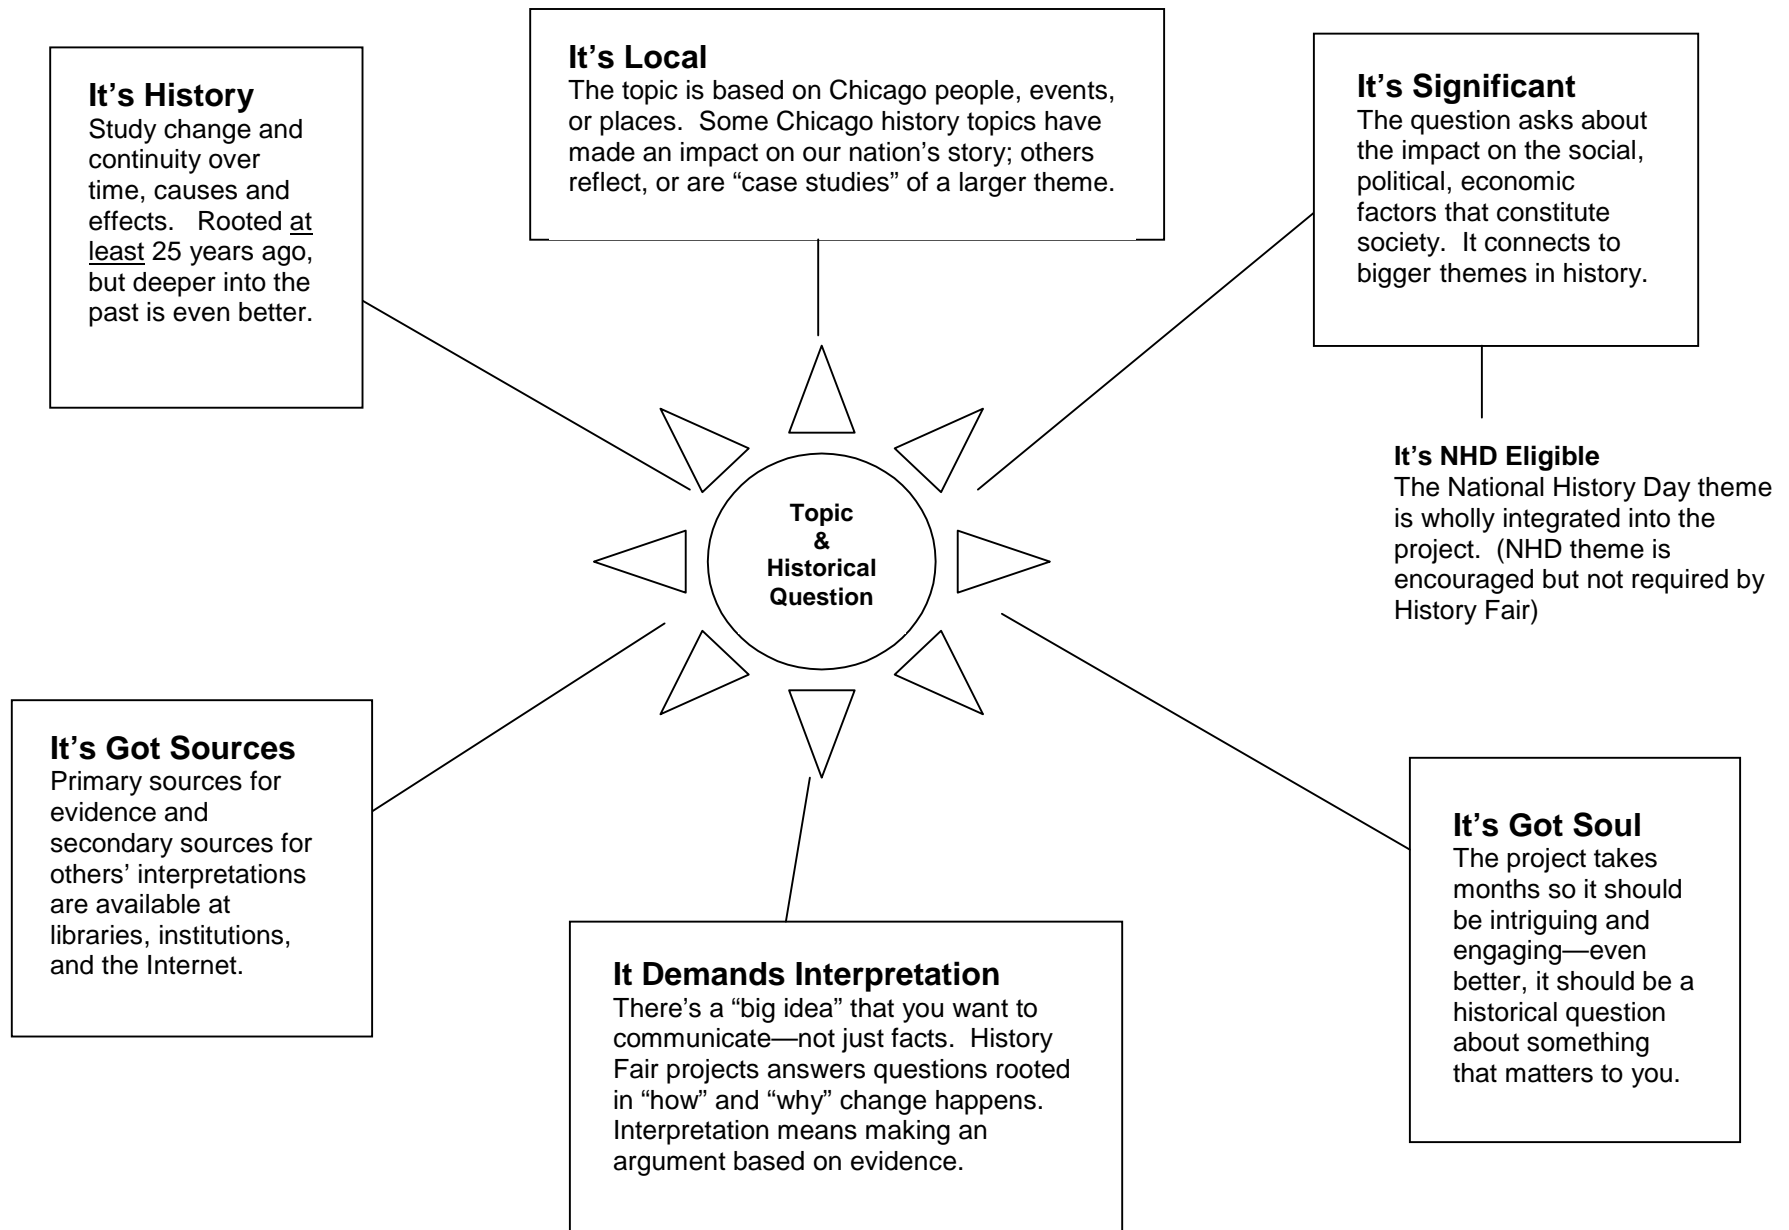 It's History
Study change and
continuity over
time, causes and
effects.   Rooted at
least 25 years ago,
but deeper into the
past is even better.
It's Local
The topic is based on Chicago people, events,
or places.  Some Chicago history topics have
made an impact on our nation’s story; others
reflect, or are “case studies” of a larger theme.
It’s Significant
The question asks about
the impact on the social,
political, economic
factors that constitute
society.  It connects to
bigger themes in history.
It’s NHD Eligible
The National History Day theme
is wholly integrated into the
project.  (NHD theme is
encouraged but not required by
History Fair)
Topic
&
Historical
Question
It’s Got Sources
Primary sources for
evidence and
secondary sources for
others’ interpretations
are available at
libraries, institutions,
and the Internet.
It Demands Interpretation
There’s a “big idea” that you want to
communicate—not just facts.  History
Fair projects answers questions rooted
in “how” and “why” change happens.
Interpretation means making an
argument based on evidence.
It’s Got Soul
The project takes
months so it should
be intriguing and
engaging—even
better, it should be a
historical question
about something
that matters to you.